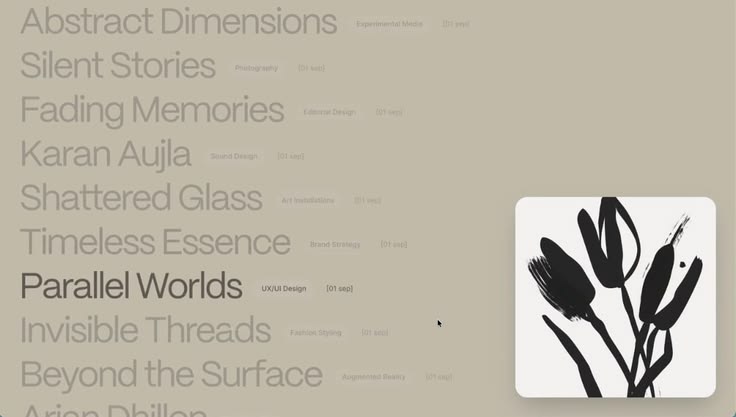 Abstract Dimensions Experimental Media [01 sep]
Silent Stories Photography [01 sep]
Fading Memories Editorial Design [01 sep]
Karan Aujla Sound Design [01 sep]
Shattered Glass Art Installations [01 sep]
Timeless Essence Brand Strategy [01 sep]
Parallel Worlds UX/UI Design [01 sep]
Invisible Threads Fashion Styling [01 sep]
Beyond the Surface Augmented Reality [01 sep]
Arjan Dhillon